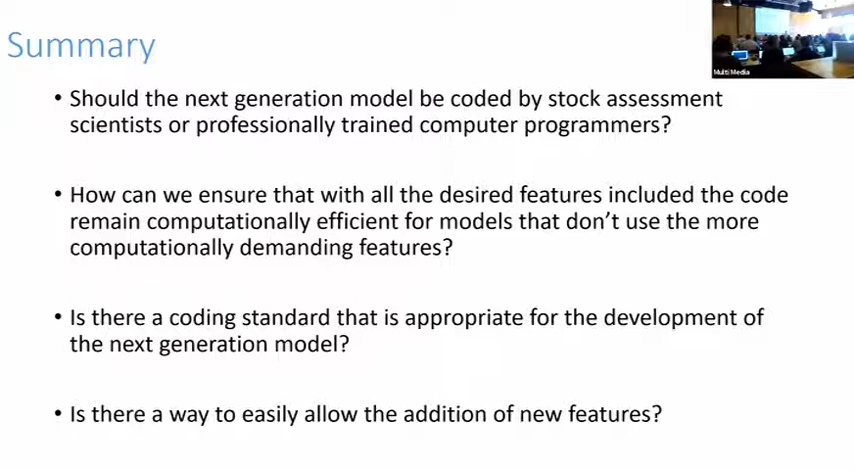 Summary
Multi Media
• Should the next generation model be coded by stock assessment
scientists or professionally trained computer programmers?
• How can we ensure that with all the desired features included the code
remain computationally efficient for models that don't use the more
computationally demanding features?
• Is there a coding standard that is appropriate for the development of
the next generation model?
• Is there a way to easily allow the addition of new features?